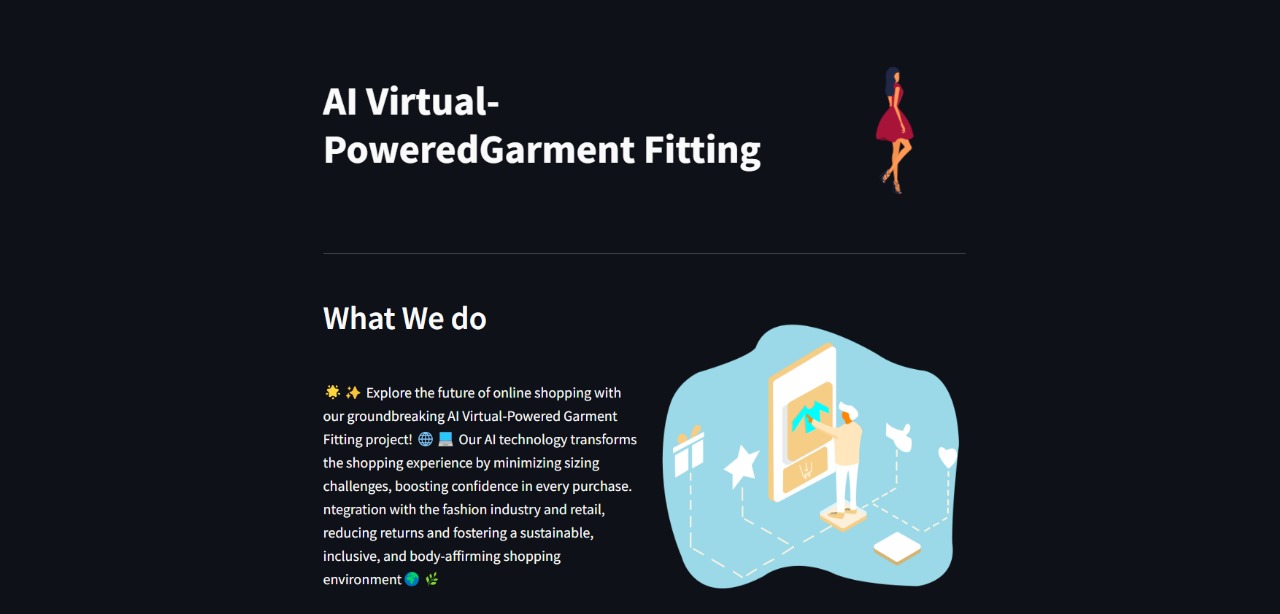 AI Virtual-
PoweredGarment Fitting
What We do
🌟 ✨ Explore the future of online shopping with
our groundbreaking AI Virtual-Powered Garment
Fitting project! 🌐 💻 Our AI technology transforms
the shopping experience by minimizing sizing
challenges, boosting confidence in every purchase.
ntegration with the fashion industry and retail,
reducing returns and fostering a sustainable,
inclusive, and body-affirming shopping
environment 🌍 🌿